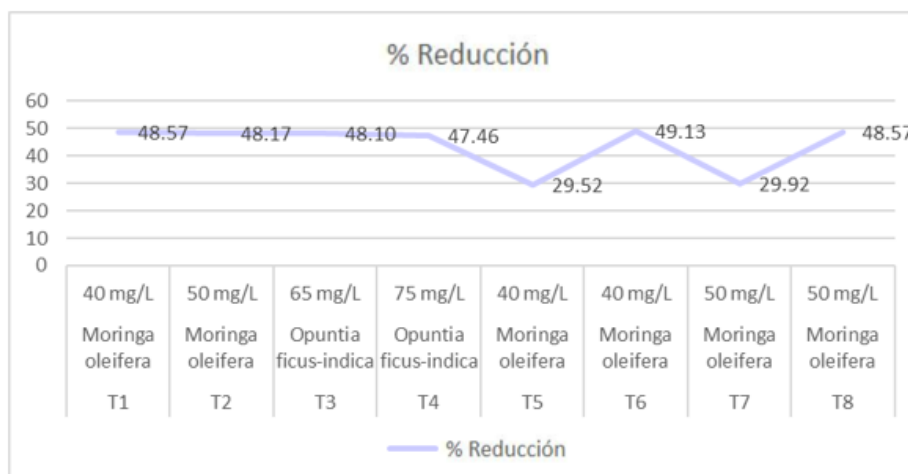 % Reducción
60
50
40
30
20
10
0
48.57 48.17 48.10 47.46 29.52 49.13 29.92 48.57
40 mg/L 50 mg/L 65 mg/L 75 mg/L 40 mg/L 40 mg/L 50 mg/L 50 mg/L
Moringa Moringa Opuntia Opuntia Moringa Moringa Moringa Moringa
oleifera oleifera ficus-indica ficus-indica oleifera oleifera oleifera oleifera
T1 T2 T3 T4 T5 T6 T7 T8
% Reducción